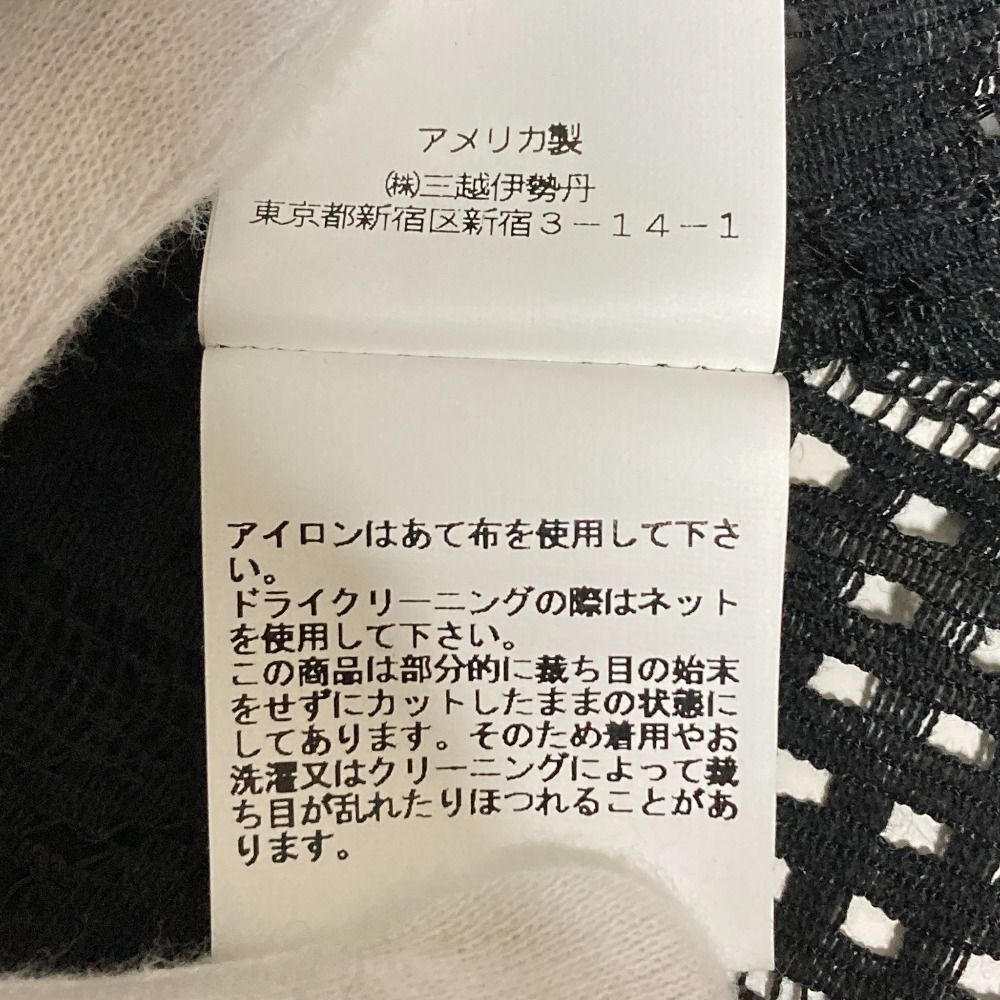 アメリカ製
㈱三越伊勢丹
東京都新宿区新宿3－14－1
アイロンはあて布を使用して下さ
い。
ドライクリーニングの際はネット
を使用して下さい。
この商品は部分的に裁ち目の始末
をせずにカットしたままの状態に
してあります。そのため着用やお
洗濯又はクリーニングによって裁
ち目が乱れたりほつれることがあ
ります。